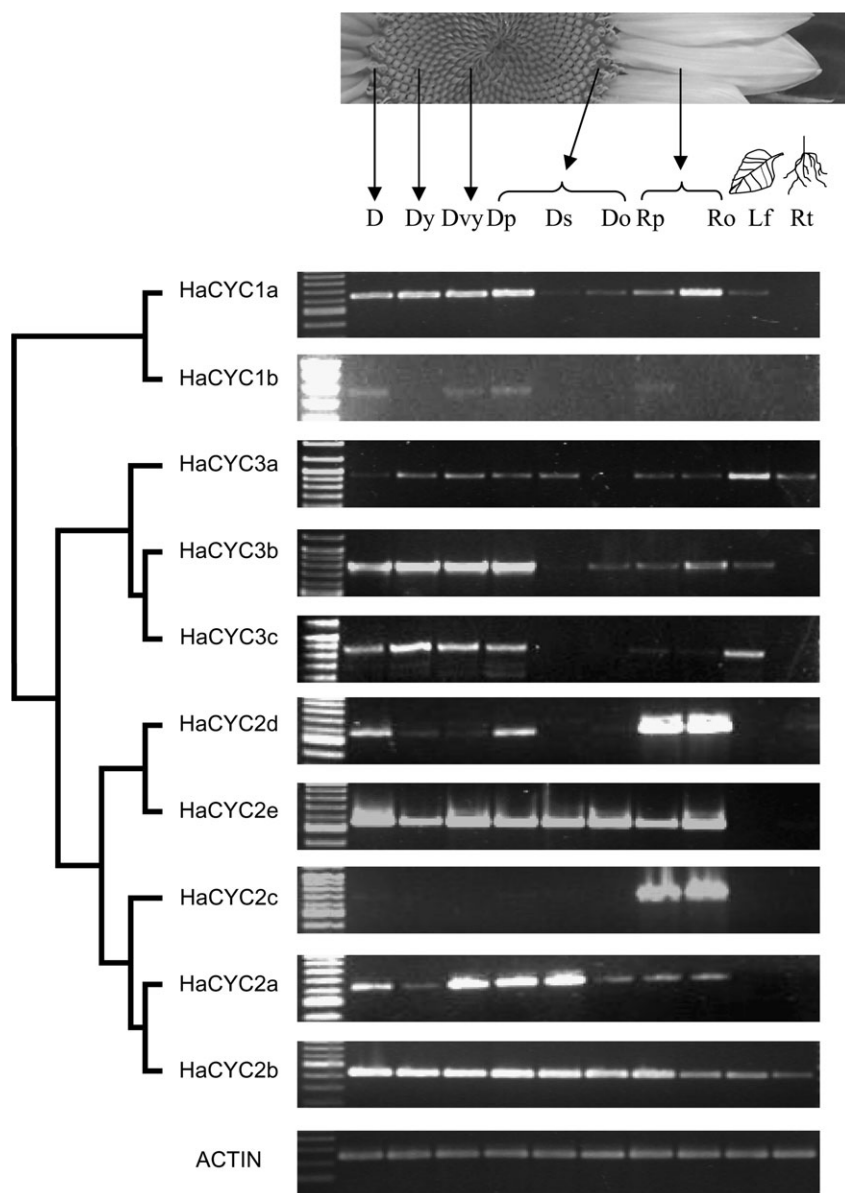 D Dy Dvy Dp Ds Do Rp Ro Lf Rt
HaCYC1a
HaCYC1b
HaCYC3a
HaCYC3b
HaCYC3c
HaCYC2d
HaCYC2e
HaCYC2c
HaCYC2a
HaCYC2b
ACTIN